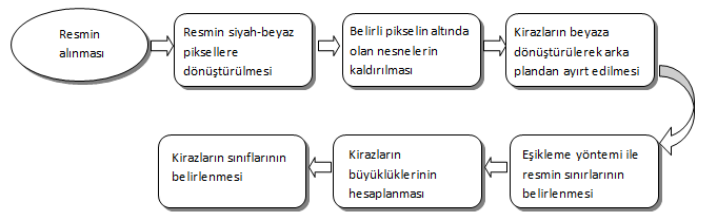 Resmin
alınması
Resmin siyah-beyaz
piksellere
dönüştürülmesi
Belirli pikselin altında
olan nesnelerin
kaldırılması
Kirazların beyaza
dönüştürülerek arka
plandan ayırt edilmesi
Eşikleme yöntemi ile
resmin sınırlarının
belirlenmesi
Kirazların
büyüklüklerinin
hesaplanması
Kirazların sınıflarının
belirlenmesi